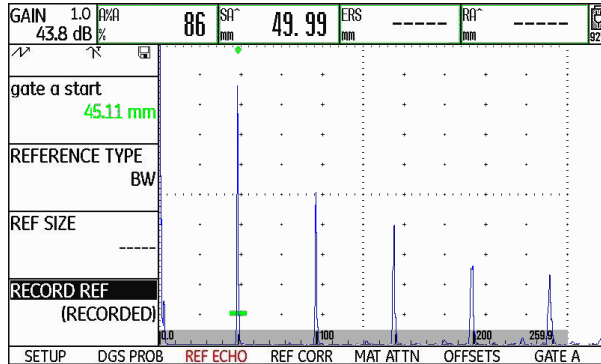 GAIN 1.0
43.8 dB
A%A
%
86
SA^
mm
49.99
ERS
mm
------
RA^
mm
------
92
gate a start
45.11 mm
REFERENCE TYPE
BW
REF SIZE
-----
RECORD REF
(RECORDED)
0.0 100 200 259.9
SETUP DGS PROB REF ECHO REF CORR MAT ATTN OFFSETS GATE A